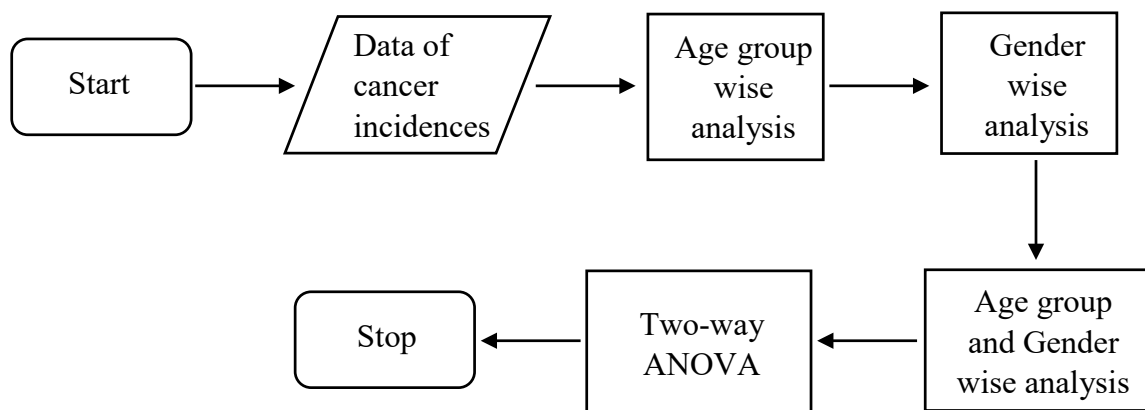 Start
Data of
cancer
incidences
Age group
wise
analysis
Gender
wise
analysis
Age group
and Gender
wise analysis
Two-way
ANOVA
Stop